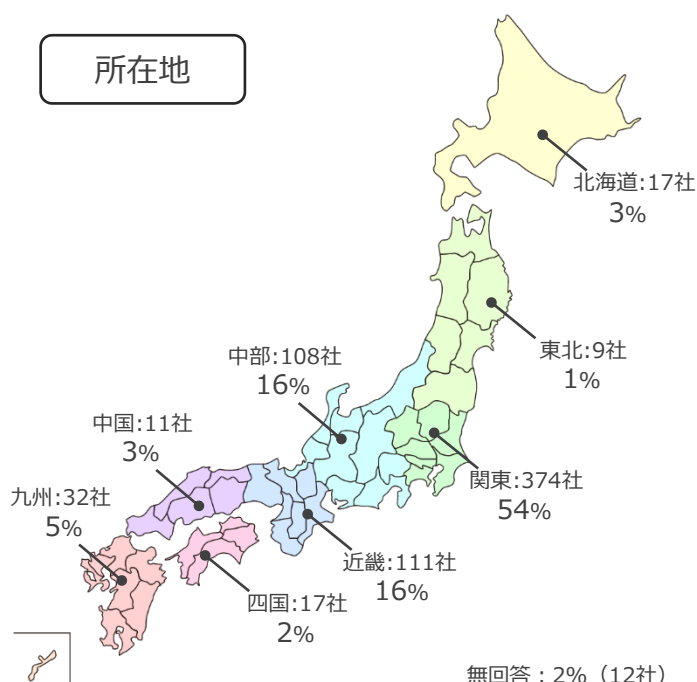 所在地
北海道:17社
3%
東北:9社
1%
中部:108社
16%
中国:11社
3%
関東:374社
54%
九州:32社
5%
近畿:111社
16%
四国:17社
2%
無回答：2%（12社）